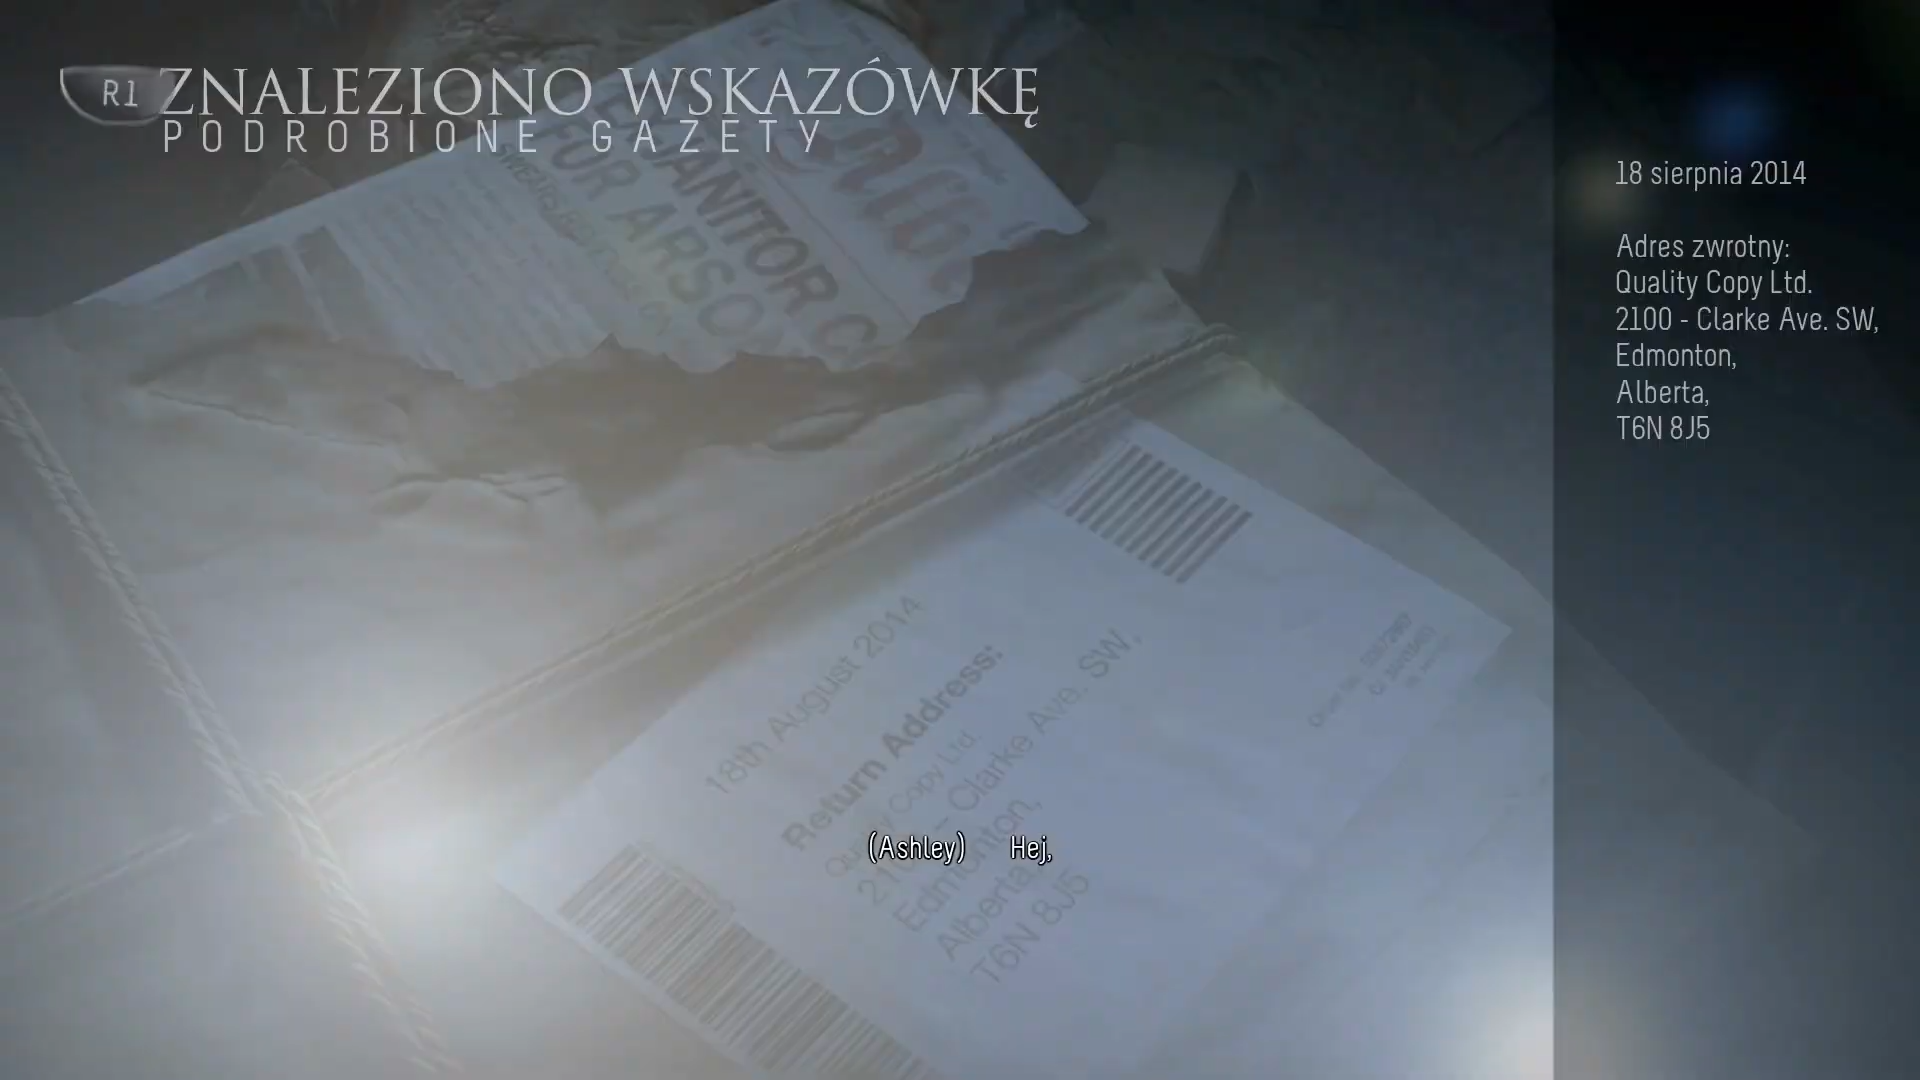 R1 ZNALEZIONO WSKAZÓWKĘ
PODROBIONE GAZETY
18 sierpnia 2014
Adres zwrotny:
Quality Copy Ltd.
2100 - Clarke Ave. SW,
Edmonton,
Alberta,
T6N 8J5
JANITOR
FOR ARSO
18th August 2014
Return Address:
Quality Copy Ltd.
2100 - Clarke Ave. SW,
Edmonton,
Alberta,
T6N 8J5
(Ashley) Hej,